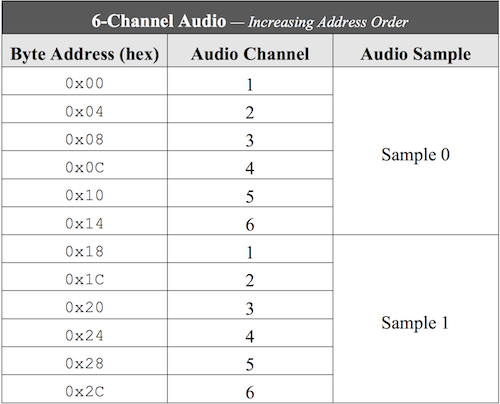 6-Channel Audio — Increasing Address Order
Byte Address (hex) Audio Channel Audio Sample
0x00 1
0x04 2
0x08 3
0x0C 4
Sample 0
0x10 5
0x14 6
0x18 1
0x1C 2
0x20 3
0x24 4
Sample 1
0x28 5
0x2C 6